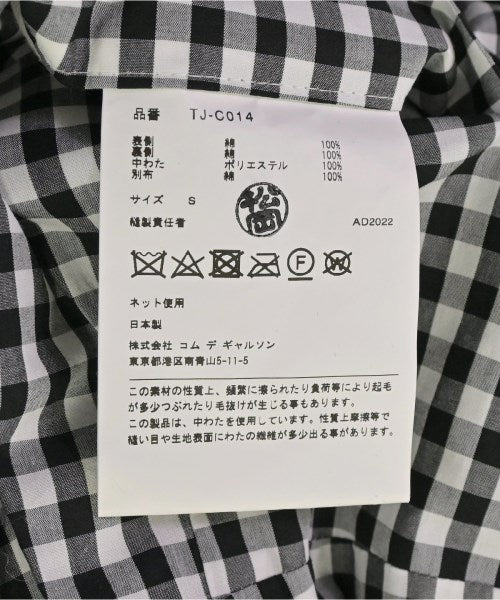 品番 TJ-C014
表側 綿 100%
裏側 綿 100%
中わた ポリエステル 100%
別布 綿 100%
サイズ S
松岡
縫製責任者 AD2022
F W
ネット使用
日本製
株式会社 コム デ ギャルソン
東京都港区南青山5-11-5
この素材の性質上、頻繁に擦られたり負荷等により起毛
が多少つぶれたり毛抜けが生じる事もあります。
この製品は、中わたを使用しています。性質上摩擦等で
縫い目や生地表面にわたの繊維が多少出る事があります。